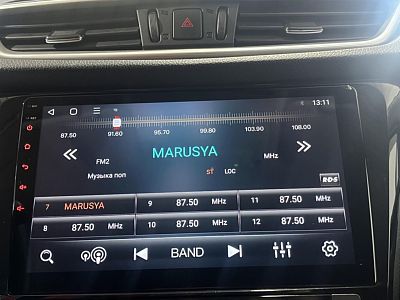 13:11
87.50 91.60 95.70 99.80 103.90 108.00
MARUSYA
FM2 MHz
Музыка поп ST LOC RDS
7 MARUSYA 9 87.50 MHz 11 87.50 MHz
8 87.50 MHz 10 87.50 MHz 12 87.50 MHz
BAND